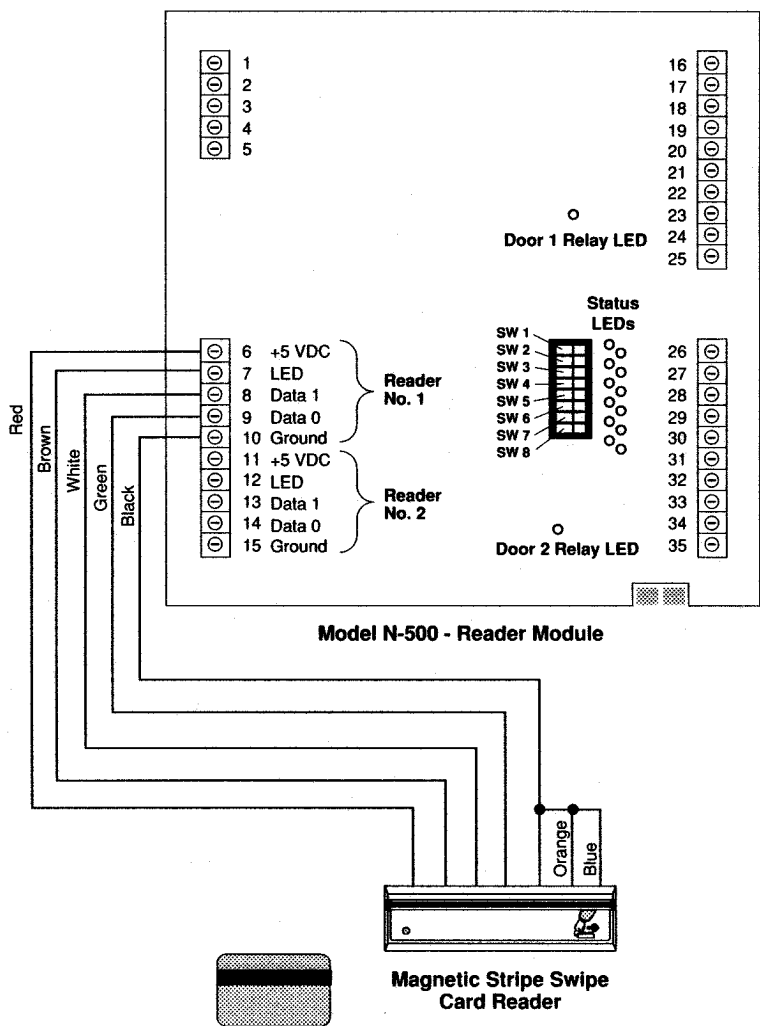 1
2
3
4
5
16
17
18
19
20
21
22
23
24
25
Door 1 Relay LED
Status
LEDs
SW 1
SW 2
SW 3
SW 4
SW 5
SW 6
SW 7
SW 8
6 +5 VDC
7 LED
8 Data 1
9 Data 0
10 Ground
Reader
No. 1
11 +5 VDC
12 LED
13 Data 1
14 Data 0
15 Ground
Reader
No. 2
26
27
28
29
30
31
32
33
34
35
Door 2 Relay LED
Red
Brown
White
Green
Black
Model N-500 - Reader Module
Orange
Blue
Magnetic Stripe Swipe
Card Reader